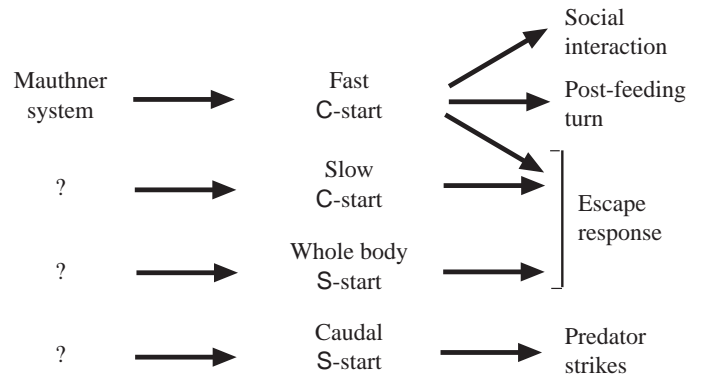 Social
interaction
Mauthner
system
Fast
C-start
Post-feeding
turn
?
Slow
C-start
Escape
response
?
Whole body
S-start
?
Caudal
S-start
Predator
strikes